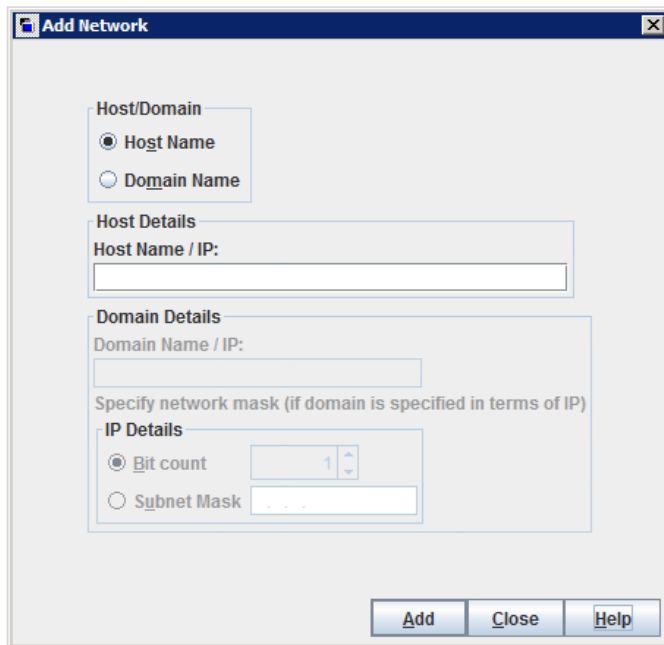 Add Network
Host/Domain
Host Name
Domain Name
Host Details
Host Name / IP:
Domain Details
Domain Name / IP:
Specify network mask (if domain is specified in terms of IP)
IP Details
Bit count 1
Subnet Mask . . .
Add Close Help